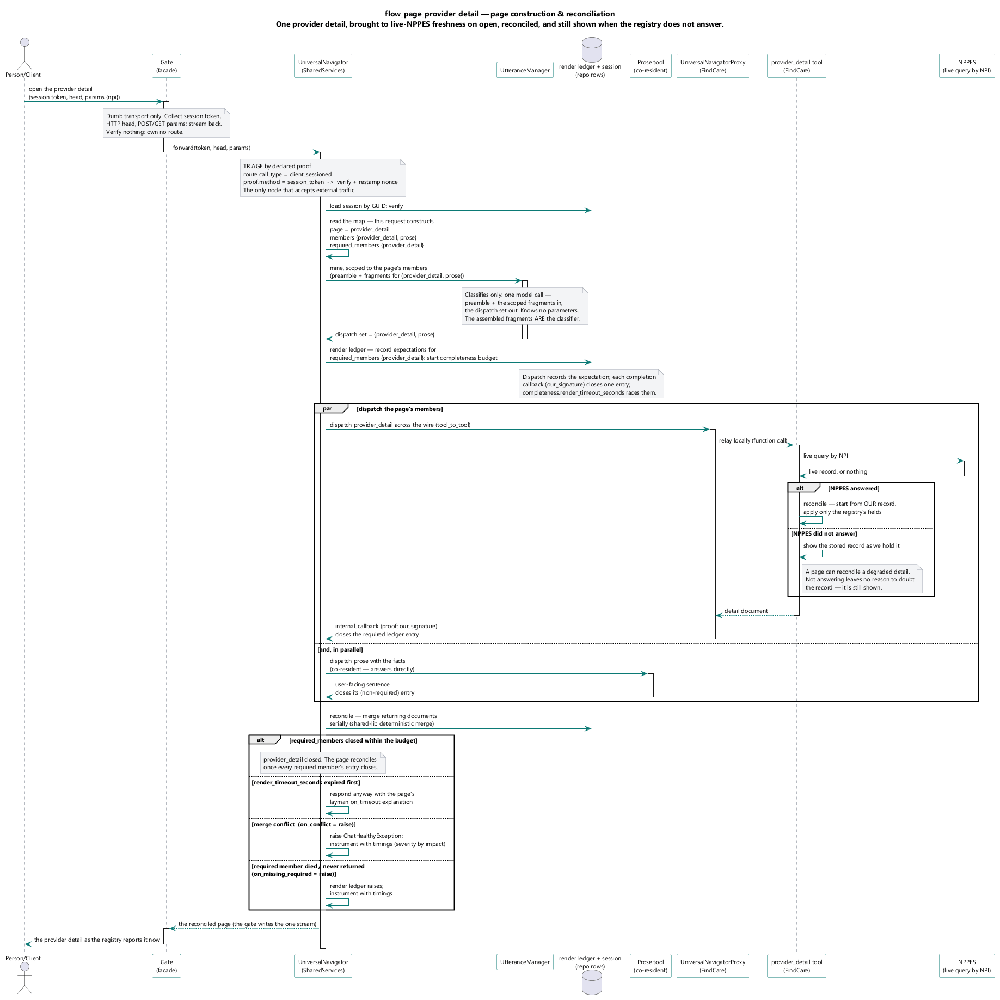 flow_page_provider_detail — page construction & reconciliation
One provider detail, brought to live-NPPES freshness on open, reconciled, and still shown when the registry does not answer.
Person/Client
Gate
(facade)
UniversalNavigator
(SharedServices)
UtteranceManager
render ledger + session
(repo rows)
Prose tool
(co-resident)
UniversalNavigatorProxy
(FindCare)
provider_detail tool
(FindCare)
NPPES
(live query by NPI)
open the provider detail
(session token, head, params {npi})
Dumb transport only. Collect session token,
HTTP head, POST/GET params; stream back.
Verify nothing; own no route.
forward(token, head, params)
TRIAGE by declared proof
route call_type = client_sessioned
proof.method = session_token -> verify + restamp nonce
The only node that accepts external traffic.
load session by GUID; verify
read the map — this request constructs
page = provider_detail
members {provider_detail, prose}
required_members {provider_detail}
mine, scoped to the page's members
(preamble + fragments for {provider_detail, prose})
Classifies only: one model call —
preamble + the scoped fragments in,
the dispatch set out. Knows no parameters.
The assembled fragments ARE the classifier.
dispatch set = {provider_detail, prose}
render ledger — record expectations for
required_members {provider_detail}; start completeness budget
Dispatch records the expectation; each completion
callback (our_signature) closes one entry;
completeness.render_timeout_seconds races them.
par [dispatch the page's members]
dispatch provider_detail across the wire (tool_to_tool)
relay locally (function call)
live query by NPI
live record, or nothing
alt [NPPES answered]
reconcile — start from OUR record,
apply only the registry's fields
[NPPES did not answer]
show the stored record as we hold it
A page can reconcile a degraded detail.
Not answering leaves no reason to doubt
the record — it is still shown.
detail document
internal_callback (proof: our_signature)
closes the required ledger entry
[and, in parallel]
dispatch prose with the facts
(co-resident — answers directly)
user-facing sentence
closes its (non-required) entry
reconcile — merge returning documents
serially (shared-lib deterministic merge)
alt [required_members closed within the budget]
provider_detail closed. The page reconciles
once every required member's entry closes.
[render_timeout_seconds expired first]
respond anyway with the page's
layman on_timeout explanation
[merge conflict (on_conflict = raise)]
raise ChatHealthyException;
instrument with timings (severity by impact)
[required member died / never returned
(on_missing_required = raise)]
render ledger raises;
instrument with timings
the reconciled page (the gate writes the one stream)
the provider detail as the registry reports it now
Person/Client
Gate
(facade)
UniversalNavigator
(SharedServices)
UtteranceManager
render ledger + session
(repo rows)
Prose tool
(co-resident)
UniversalNavigatorProxy
(FindCare)
provider_detail tool
(FindCare)
NPPES
(live query by NPI)